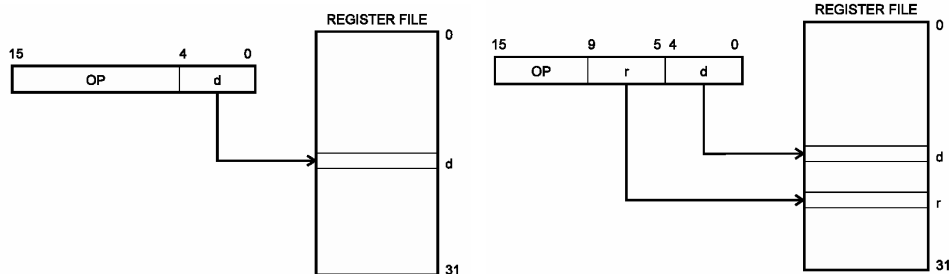 REGISTER FILE
0
15 4 0
OP d
d
31
REGISTER FILE
0
15 9 5 4 0
OP r d
d
r
31